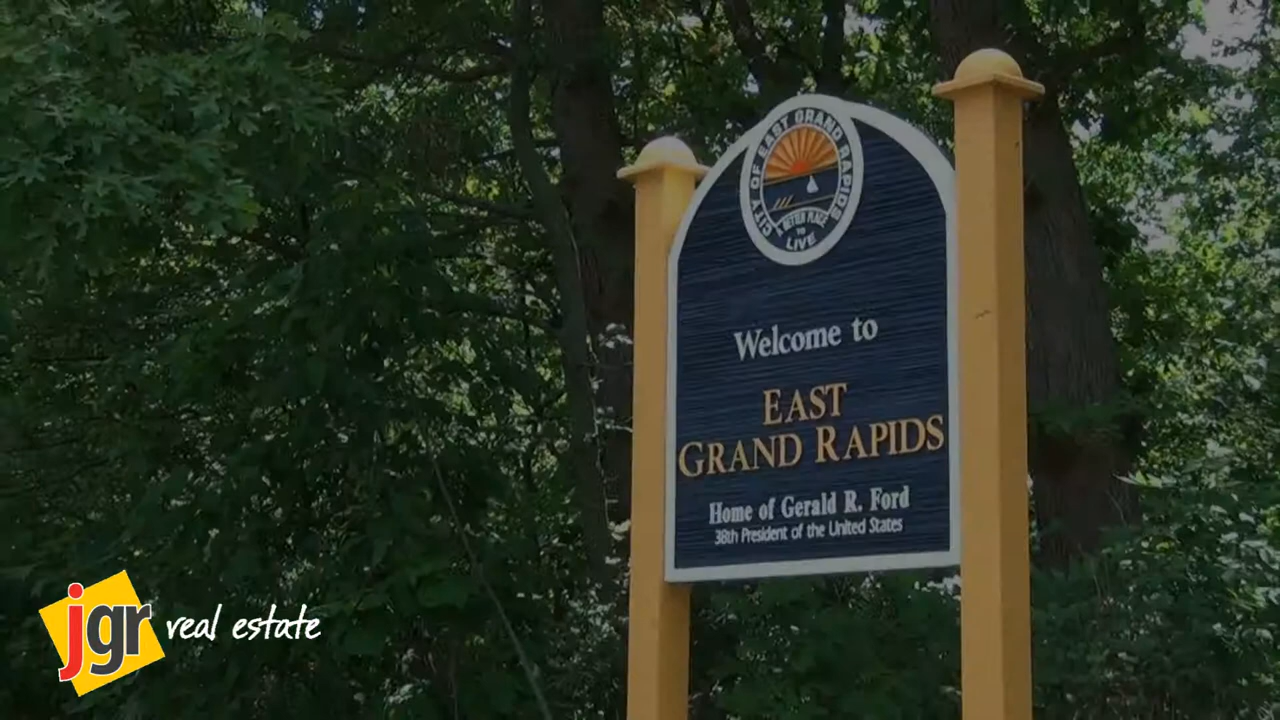 CITY OF EAST GRAND RAPIDS
A BETTER PLACE
TO
LIVE
Welcome to
EAST
GRAND RAPIDS
Home of Gerald R. Ford
38th President of the United States
jgr real estate